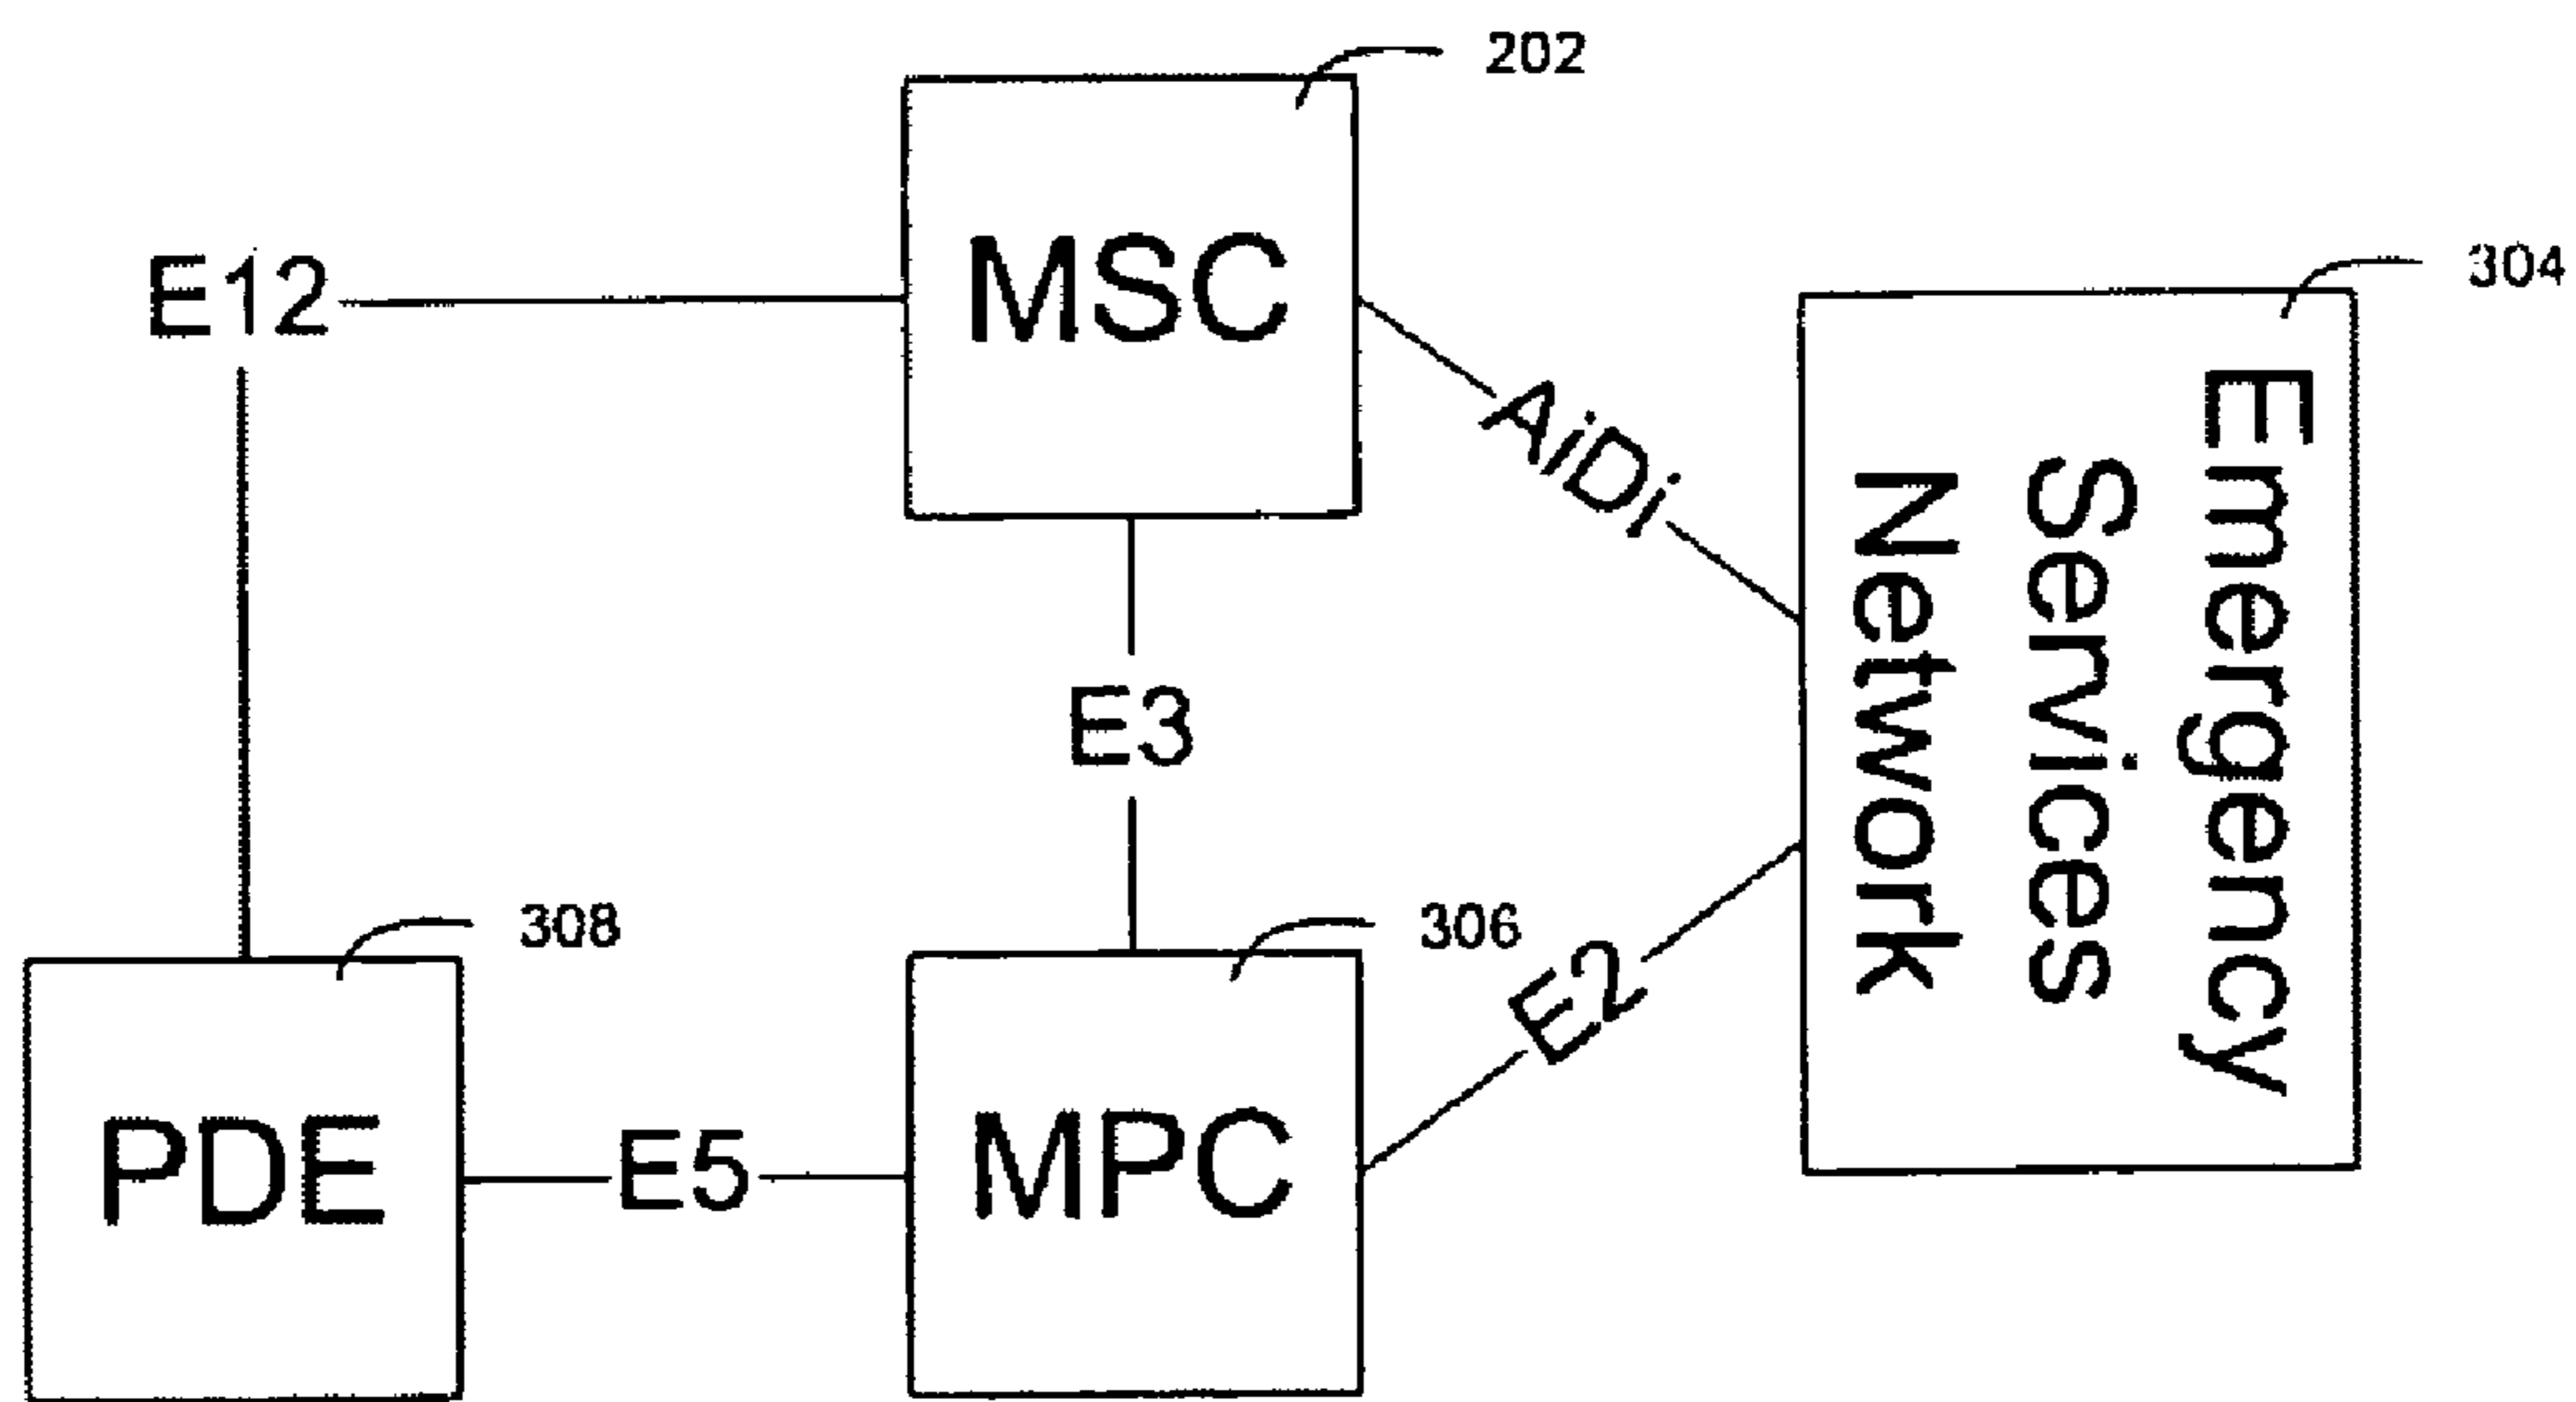 202
MSC
E12
304
AiDi
Emergency
Services
Network
E3
308
306
E2
PDE
E5
MPC